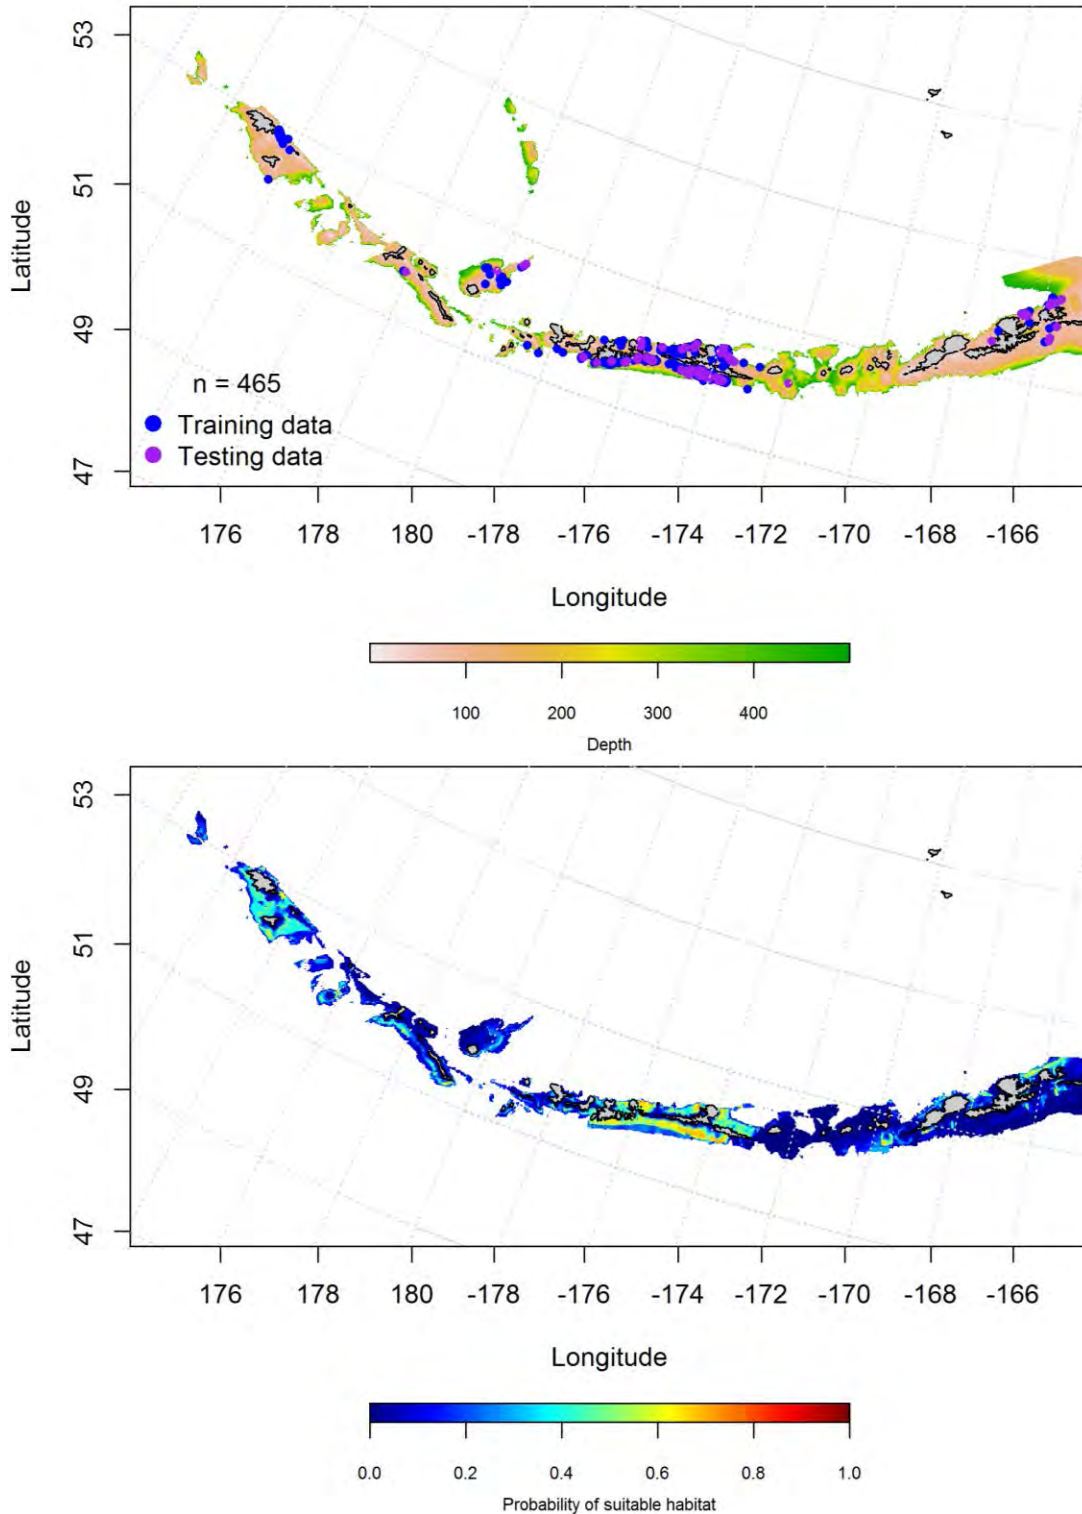 53
51
49
47
Latitude
n = 465
Training data
Testing data
176 178 180 -178 -176 -174 -172 -170 -168 -166
Longitude
100 200 300 400
Depth
53
51
49
47
Latitude
176 178 180 -178 -176 -174 -172 -170 -168 -166
Longitude
0.0 0.2 0.4 0.6 0.8 1.0
Probability of suitable habitat